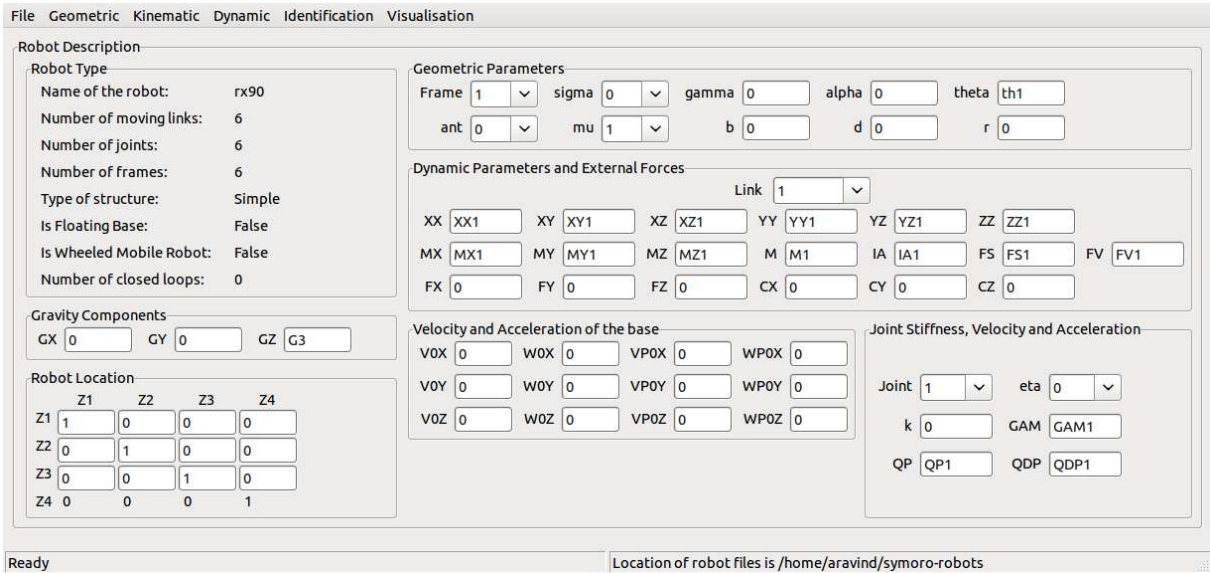 File Geometric Kinematic Dynamic Identification Visualisation
Robot Description
Robot Type
Name of the robot: rx90
Number of moving links: 6
Number of joints: 6
Number of frames: 6
Type of structure: Simple
Is Floating Base: False
Is Wheeled Mobile Robot: False
Number of closed loops: 0
Gravity Components
GX 0 GY 0 GZ G3
Robot Location
Z1 Z2 Z3 Z4
Z1 1 0 0 0
Z2 0 1 0 0
Z3 0 0 1 0
Z4 0 0 0 1
Geometric Parameters
Frame 1 sigma 0 gamma 0 alpha 0 theta th1
ant 0 mu 1 b 0 d 0 r 0
Dynamic Parameters and External Forces
Link 1
XX XX1 XY XY1 XZ XZ1 YY YY1 YZ YZ1 ZZ ZZ1
MX MX1 MY MY1 MZ MZ1 M M1 IA IA1 FS FS1 FV FV1
FX 0 FY 0 FZ 0 CX 0 CY 0 CZ 0
Velocity and Acceleration of the base
V0X 0 W0X 0 VP0X 0 WP0X 0
V0Y 0 W0Y 0 VP0Y 0 WP0Y 0
V0Z 0 W0Z 0 VP0Z 0 WP0Z 0
Joint Stiffness, Velocity and Acceleration
Joint 1 eta 0
k 0 GAM GAM1
QP QP1 QDP QDP1
Ready
Location of robot files is /home/aravind/symoro-robots